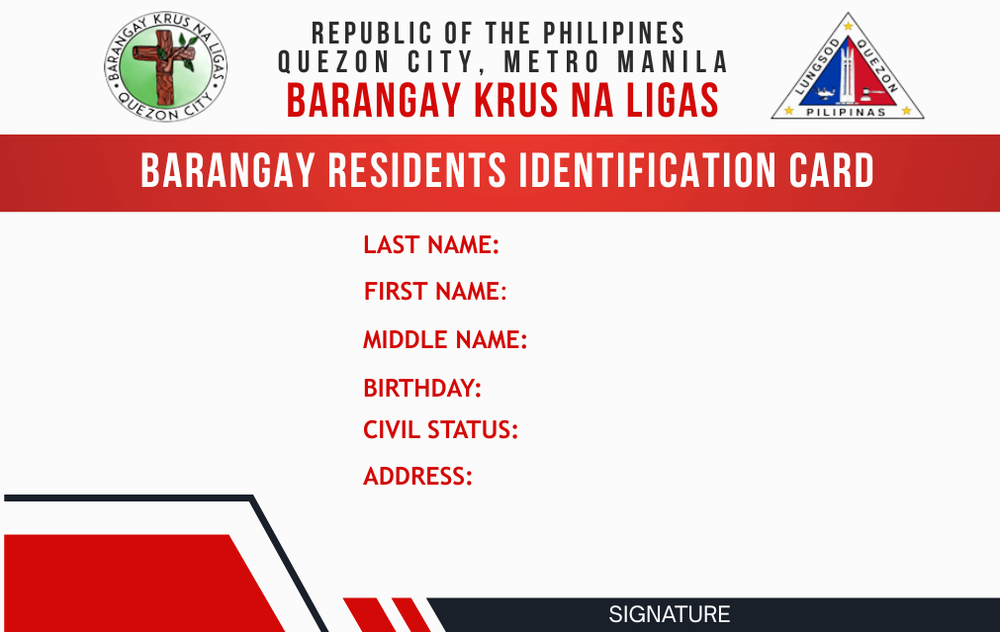 BARANGAY KRUS NA LIGAS
• QUEZON CITY •
REPUBLIC OF THE PHILIPINES
QUEZON CITY, METRO MANILA
BARANGAY KRUS NA LIGAS
LUNGSOD QUEZON
PILIPINAS
BARANGAY RESIDENTS IDENTIFICATION CARD
LAST NAME:
FIRST NAME:
MIDDLE NAME:
BIRTHDAY:
CIVIL STATUS:
ADDRESS:
SIGNATURE